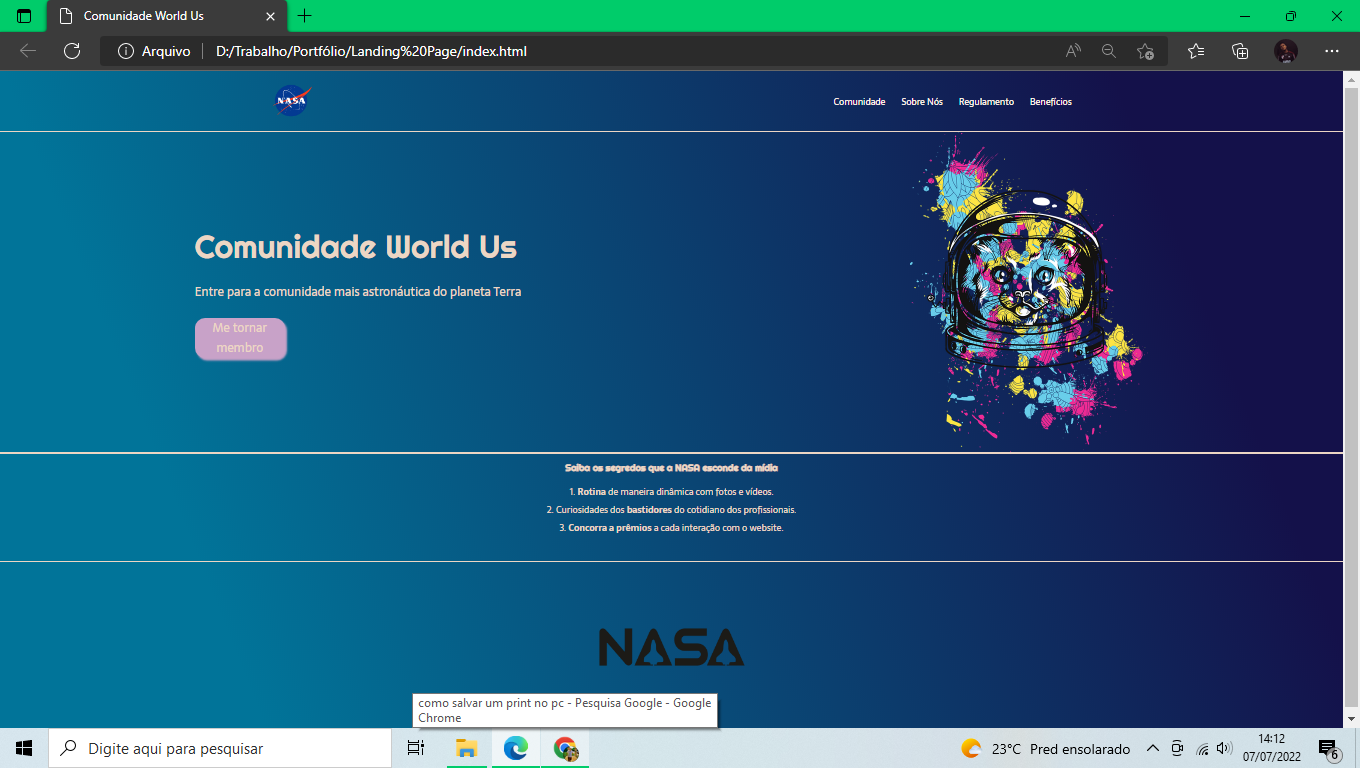 Comunidade World Us
Arquivo
D:/Trabalho/Portfólio/Landing%20Page/index.html
NASA
Comunidade Sobre Nós Regulamento Benefícios
Comunidade World Us
Entre para a comunidade mais astronáutica do planeta Terra
Me tornar
membro
Saiba os segredos que a NASA esconde da mídia
1. Rotina de maneira dinâmica com fotos e vídeos.
2. Curiosidades dos bastidores do cotidiano dos profissionais.
3. Concorra a prêmios a cada interação com o website.
NASA
como salvar um print no pc - Pesquisa Google - Google
Chrome
Digite aqui para pesquisar
23°C Pred ensolarado
14:12
07/07/2022
6